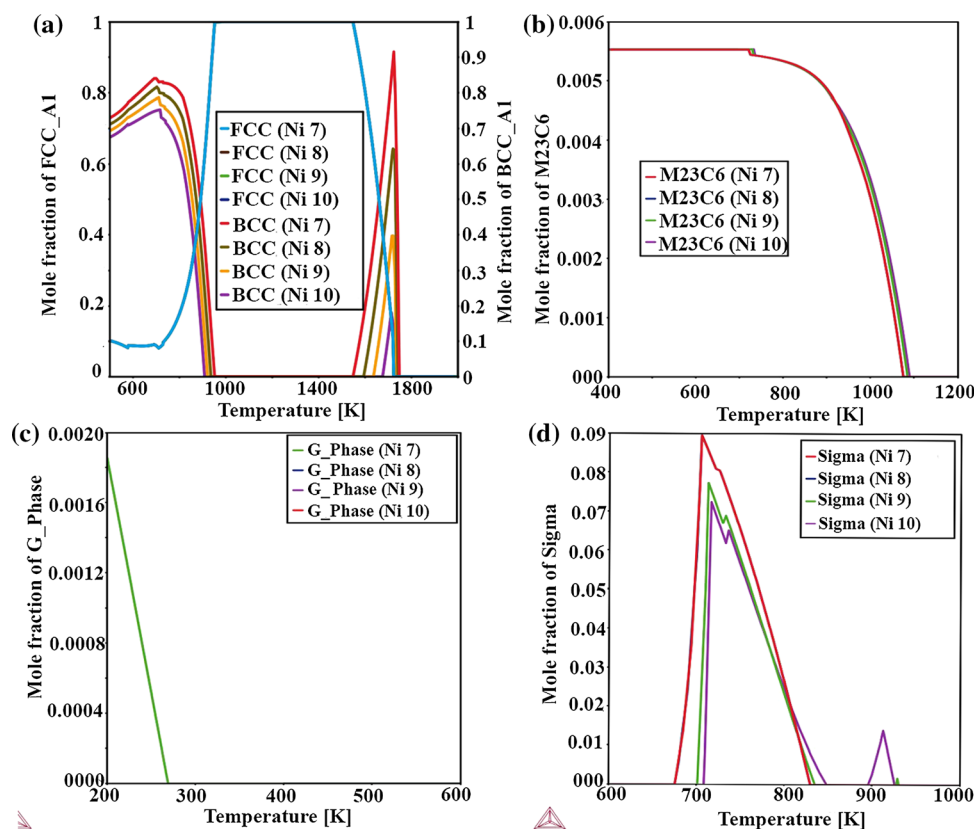 (a)
1
0.8
0.6
0.4
0.2
0
Mole fraction of FCC_A1
1
0.9
0.8
0.7
0.6
0.5
0.4
0.3
0.2
0.1
0
Mole fraction of BCC_A1
FCC (Ni 7)
FCC (Ni 8)
FCC (Ni 9)
FCC (Ni 10)
BCC (Ni 7)
BCC (Ni 8)
BCC (Ni 9)
BCC (Ni 10)
600 1000 1400 1800
Temperature [K]
(b)
0.006
0.005
0.004
0.003
0.002
0.001
0.000
Mole fraction of M23C6
M23C6 (Ni 7)
M23C6 (Ni 8)
M23C6 (Ni 9)
M23C6 (Ni 10)
400 600 800 1000 1200
Temperature [K]
(c)
0.0020
0.0016
0.0012
0.0008
0.0004
0.0000
Mole fraction of G_Phase
G_Phase (Ni 7)
G_Phase (Ni 8)
G_ Phase (Ni 9)
G_Phase (Ni 10)
200 300 400 500 600
Temperature [K]
(d)
0.09
0.08
0.07
0.06
0.05
0.04
0.03
0.02
0.01
0.00
Mole fraction of Sigma
Sigma (Ni 7)
Sigma (Ni 8)
Sigma (Ni 9)
Sigma (Ni 10)
600 700 800 900 1000
Temperature [K]